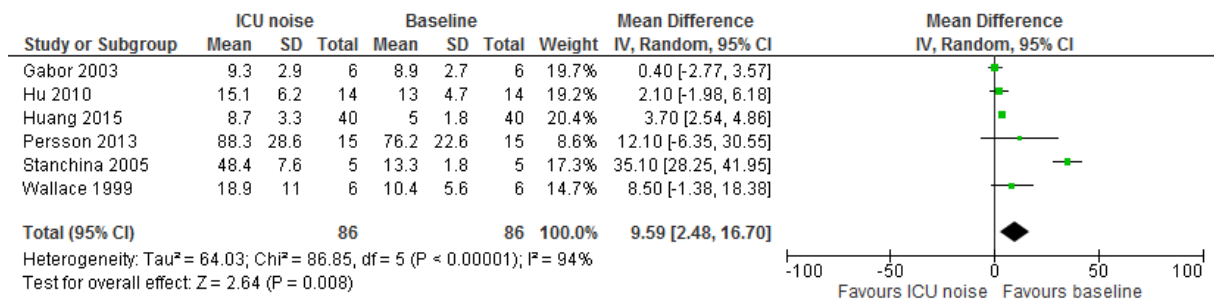 ICU noise Baseline Mean Difference Mean Difference
Study or Subgroup Mean SD Total Mean SD Total Weight IV, Random, 95% CI IV, Random, 95% CI
Gabor 2003 9.3 2.9 6 8.9 2.7 6 19.7% 0.40 [-2.77, 3.57]
Hu 2010 15.1 6.2 14 13 4.7 14 19.2% 2.10 [-1.98, 6.18]
Huang 2015 8.7 3.3 40 5 1.8 40 20.4% 3.70 [2.54, 4.86]
Persson 2013 88.3 28.6 15 76.2 22.6 15 8.6% 12.10 [-6.35, 30.55]
Stanchina 2005 48.4 7.6 5 13.3 1.8 5 17.3% 35.10 [28.25, 41.95]
Wallace 1999 18.9 11 6 10.4 5.6 6 14.7% 8.50 [-1.38, 18.38]
Total (95% CI) 86 86 100.0% 9.59 [2.48, 16.70]
Heterogeneity: Tau² = 64.03; Chi² = 86.85, df = 5 (P < 0.00001); I² = 94%
Test for overall effect: Z = 2.64 (P = 0.008)
-100 -50 0 50 100
Favours ICU noise Favours baseline